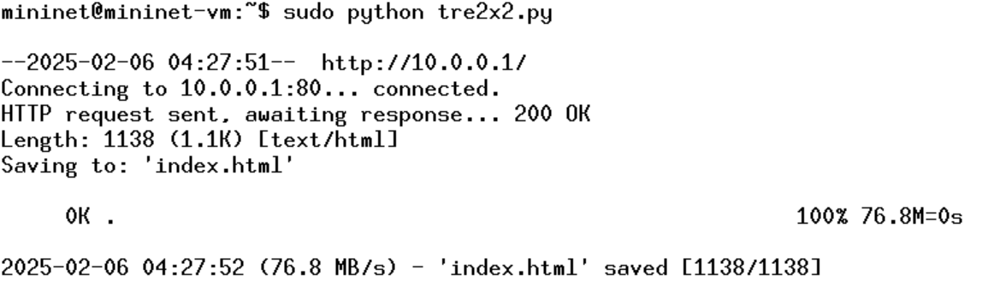 mininet@mininet-vm:~$ sudo python tre2x2.py
--2025-02-06 04:27:51--  http://10.0.0.1/
Connecting to 10.0.0.1:80... connected.
HTTP request sent, awaiting response... 200 OK
Length: 1138 (1.1K) [text/html]
Saving to: 'index.html'
     0K .                                                     100% 76.8M=0s
2025-02-06 04:27:52 (76.8 MB/s) - 'index.html' saved [1138/1138]